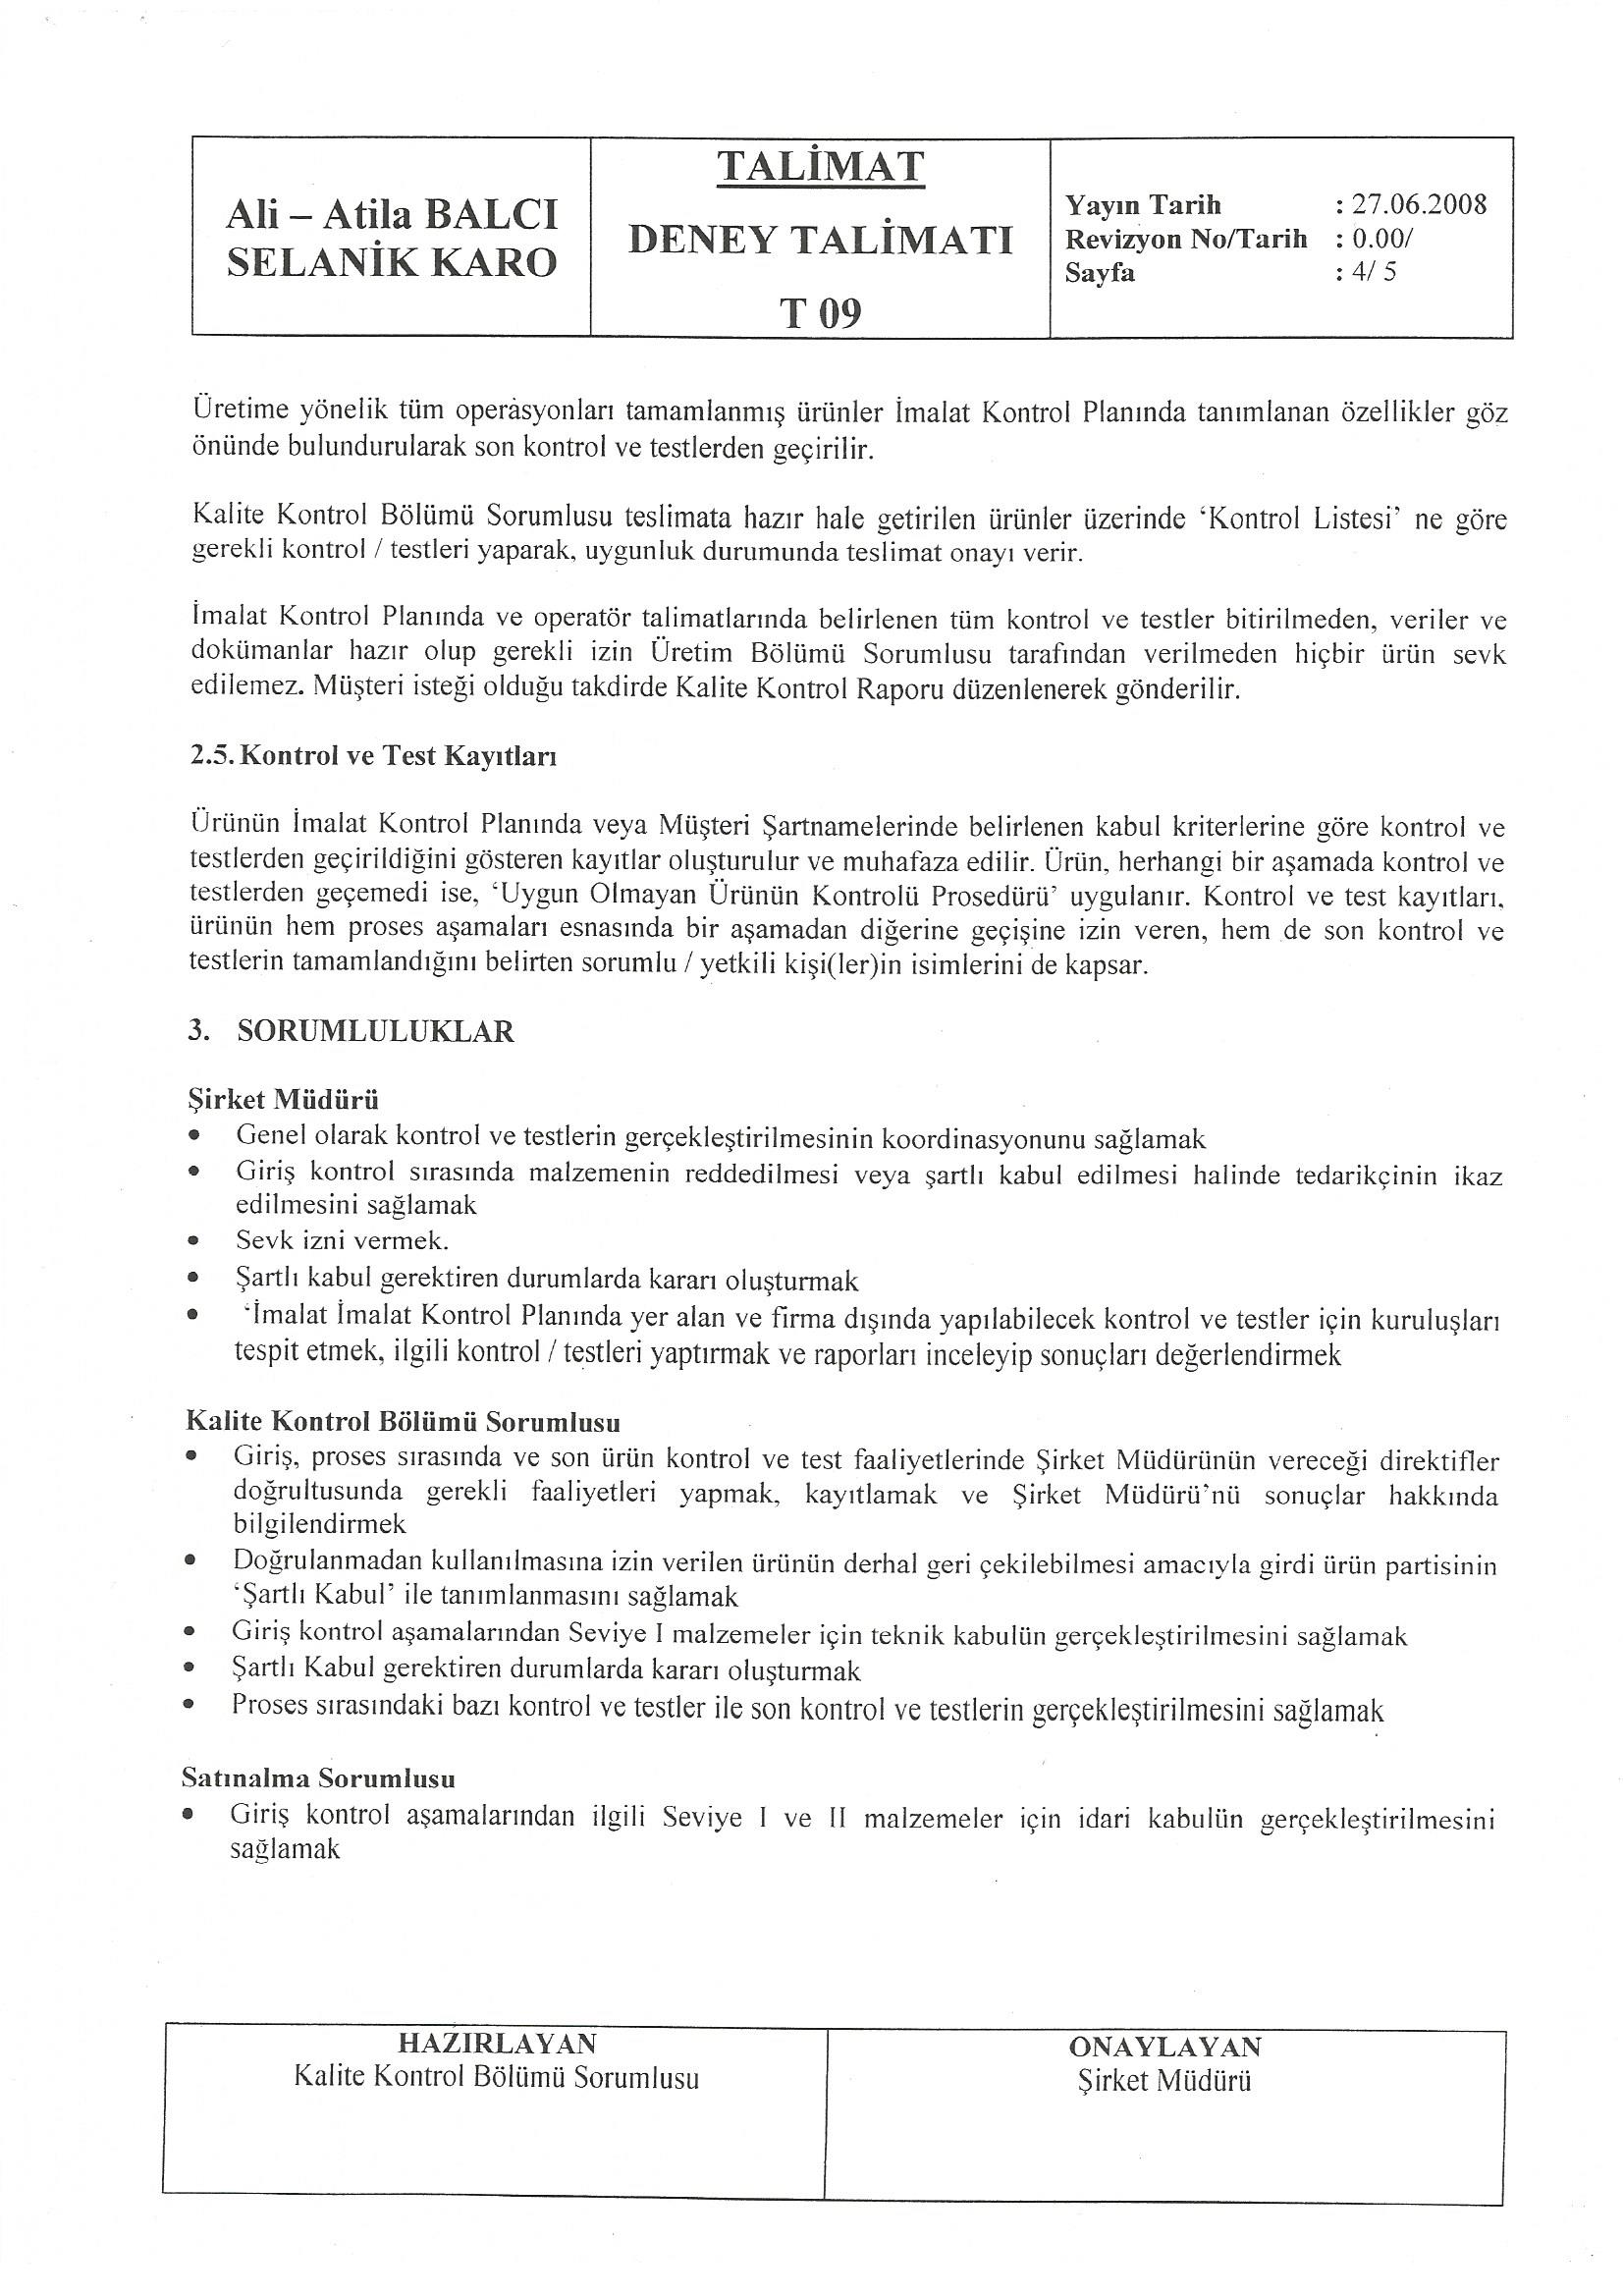 Ali – Atila BALCI
SELANİK KARO
TALİMAT
DENEY TALİMATI
T 09
Yayın Tarih : 27.06.2008
Revizyon No/Tarih : 0.00/
Sayfa : 4/ 5
Üretime yönelik tüm operasyonları tamamlanmış ürünler İmalat Kontrol Planında tanımlanan özellikler göz
önünde bulundurularak son kontrol ve testlerden geçirilir.
Kalite Kontrol Bölümü Sorumlusu teslimata hazır hale getirilen ürünler üzerinde ‘Kontrol Listesi’ ne göre
gerekli kontrol / testleri yaparak, uygunluk durumunda teslimat onayı verir.
İmalat Kontrol Planında ve operatör talimatlarında belirlenen tüm kontrol ve testler bitirilmeden, veriler ve
dokümanlar hazır olup gerekli izin Üretim Bölümü Sorumlusu tarafından verilmeden hiçbir ürün sevk
edilemez. Müşteri isteği olduğu takdirde Kalite Kontrol Raporu düzenlenerek gönderilir.
2.5. Kontrol ve Test Kayıtları
Ürünün İmalat Kontrol Planında veya Müşteri Şartnamelerinde belirlenen kabul kriterlerine göre kontrol ve
testlerden geçirildiğini gösteren kayıtlar oluşturulur ve muhafaza edilir. Ürün, herhangi bir aşamada kontrol ve
testlerden geçemedi ise, ‘Uygun Olmayan Ürünün Kontrolü Prosedürü’ uygulanır. Kontrol ve test kayıtları,
ürünün hem proses aşamaları esnasında bir aşamadan diğerine geçişine izin veren, hem de son kontrol ve
testlerin tamamlandığını belirten sorumlu / yetkili kişi(ler)in isimlerini de kapsar.
3. SORUMLULUKLAR
Şirket Müdürü
• Genel olarak kontrol ve testlerin gerçekleştirilmesinin koordinasyonunu sağlamak
• Giriş kontrol sırasında malzemenin reddedilmesi veya şartlı kabul edilmesi halinde tedarikçinin ikaz
edilmesini sağlamak
• Sevk izni vermek.
• Şartlı kabul gerektiren durumlarda kararı oluşturmak
• ‘İmalat İmalat Kontrol Planında yer alan ve firma dışında yapılabilecek kontrol ve testler için kuruluşları
tespit etmek, ilgili kontrol / testleri yaptırmak ve raporları inceleyip sonuçları değerlendirmek
Kalite Kontrol Bölümü Sorumlusu
• Giriş, proses sırasında ve son ürün kontrol ve test faaliyetlerinde Şirket Müdürünün vereceği direktifler
doğrultusunda gerekli faaliyetleri yapmak, kayıtlamak ve Şirket Müdürü’nü sonuçlar hakkında
bilgilendirmek
• Doğrulanmadan kullanılmasına izin verilen ürünün derhal geri çekilebilmesi amacıyla girdi ürün partisinin
‘Şartlı Kabul’ ile tanımlanmasını sağlamak
• Giriş kontrol aşamalarından Seviye I malzemeler için teknik kabulün gerçekleştirilmesini sağlamak
• Şartlı Kabul gerektiren durumlarda kararı oluşturmak
• Proses sırasındaki bazı kontrol ve testler ile son kontrol ve testlerin gerçekleştirilmesini sağlamak
Satınalma Sorumlusu
• Giriş kontrol aşamalarından ilgili Seviye I ve II malzemeler için idari kabulün gerçekleştirilmesini
sağlamak
HAZIRLAYAN
Kalite Kontrol Bölümü Sorumlusu
ONAYLAYAN
Şirket Müdürü